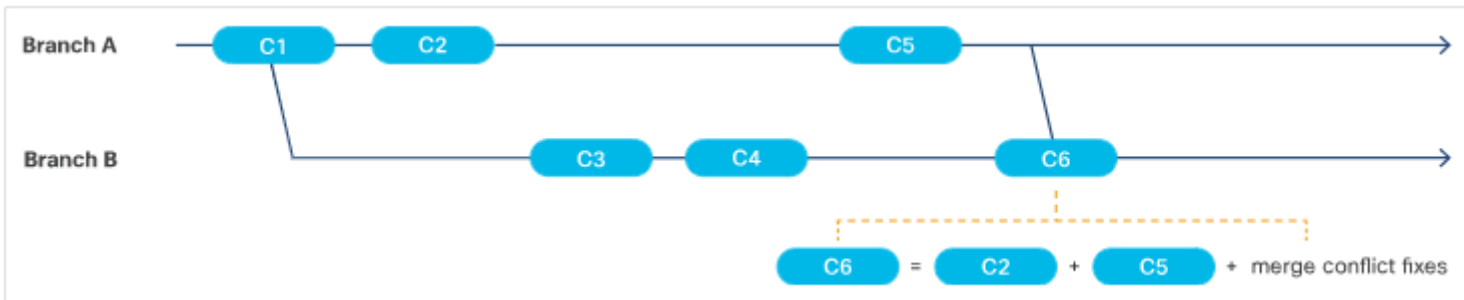 Branch A C1 C2 C5
Branch B C3 C4 C6
C6 = C2 + C5 + merge conflict fixes